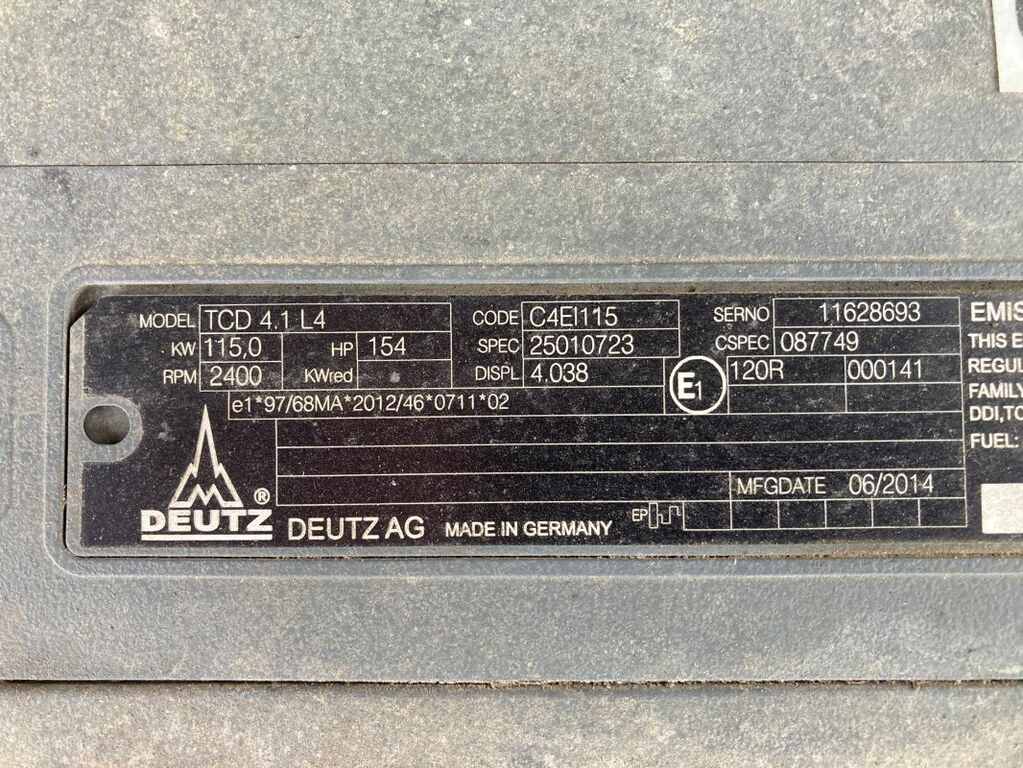 MODEL TCD 4.1 L4 CODE C4EI115 SERNO 11628693 EMIS
KW 115,0 HP 154 SPEC 25010723 CSPEC 087749 THIS E
RPM 2400 KWred DISPL 4.038 E1 120R 000141 REGUL
e1*97/68MA*2012/46*0711*02 FAMILY
DDI,TC
FUEL:
MFGDATE 06/2014
DEUTZ ® DEUTZ AG MADE IN GERMANY EP